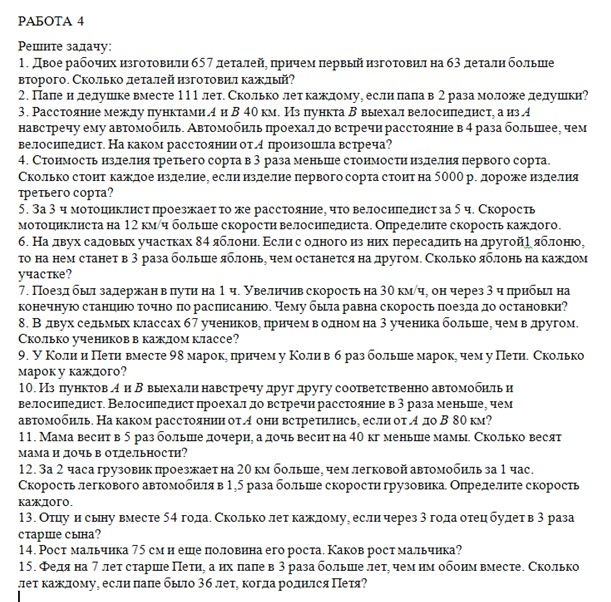 РАБОТА 4
Решите задачу:
1. Двое рабочих изготовили 657 деталей, причем первый изготовил на 63 детали больше
второго. Сколько деталей изготовил каждый?
2. Папе и дедушке вместе 111 лет. Сколько лет каждому, если папа в 2 раза моложе дедушки?
3. Расстояние между пунктами А и В 40 км. Из пункта В выехал велосипедист, а из А
навстречу ему автомобиль. Автомобиль проехал до встречи расстояние в 4 раза большее, чем
велосипедист. На каком расстоянии от А произошла встреча?
4. Стоимость изделия третьего сорта в 3 раза меньше стоимости изделия первого сорта.
Сколько стоит каждое изделие, если изделие первого сорта стоит на 5000 р. дороже изделия
третьего сорта?
5. За 3 ч мотоциклист проезжает то же расстояние, что велосипедист за 5 ч. Скорость
мотоциклиста на 12 км/ч больше скорости велосипедиста. Определите скорость каждого.
6. На двух садовых участках 84 яблони. Если с одного из них пересадить на другой1 яблоню,
то на нем станет в 3 раза больше яблонь, чем останется на другом. Сколько яблонь на каждом
участке?
7. Поезд был задержан в пути на 1 ч. Увеличив скорость на 30 км/ч, он через 3 ч прибыл на
конечную станцию точно по расписанию. Чему была равна скорость поезда до остановки?
8. В двух седьмых классах 67 учеников, причем в одном на 3 ученика больше, чем в другом.
Сколько учеников в каждом классе?
9. У Коли и Пети вместе 98 марок, причем у Коли в 6 раз больше марок, чем у Пети. Сколько
марок у каждого?
10. Из пунктов А и В выехали навстречу друг другу соответственно автомобиль и
велосипедист. Велосипедист проехал до встречи расстояние в 3 раза меньше, чем
автомобиль. На каком расстоянии от А они встретились, если от А до В 80 км?
11. Мама весит в 5 раз больше дочери, а дочь весит на 40 кг меньше мамы. Сколько весят
мама и дочь в отдельности?
12. За 2 часа грузовик проезжает на 20 км больше, чем легковой автомобиль за 1 час.
Скорость легкового автомобиля в 1,5 раза больше скорости грузовика. Определите скорость
каждого.
13. Отцу и сыну вместе 54 года. Сколько лет каждому, если через 3 года отец будет в 3 раза
старше сына?
14. Рост мальчика 75 см и еще половина его роста. Каков рост мальчика?
15. Федя на 7 лет старше Пети, а их папе в 3 раза больше лет, чем им обоим вместе. Сколько
лет каждому, если папе было 36 лет, когда родился Петя?